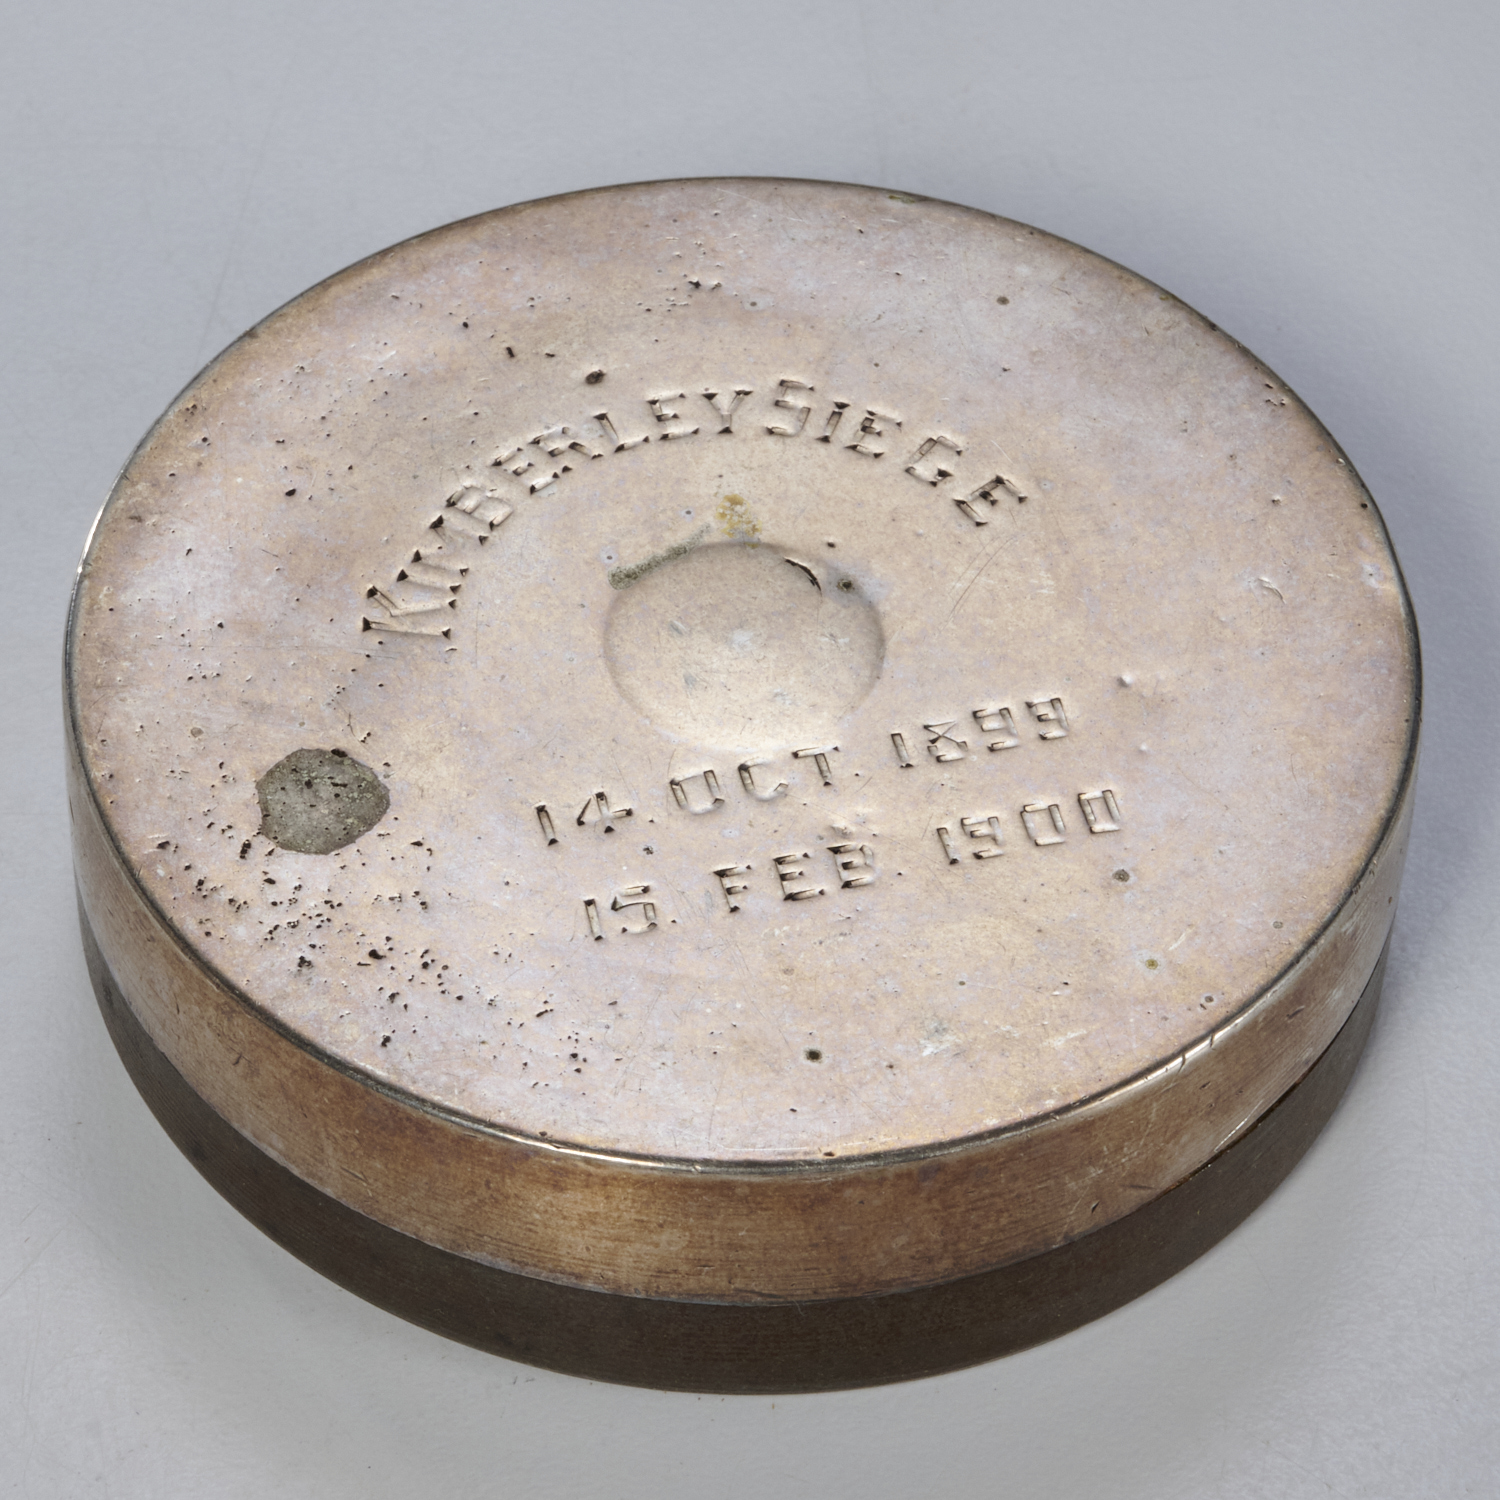 KIMBERLEY SIEGE
14. OCT. 1899
15. FEB. 1900